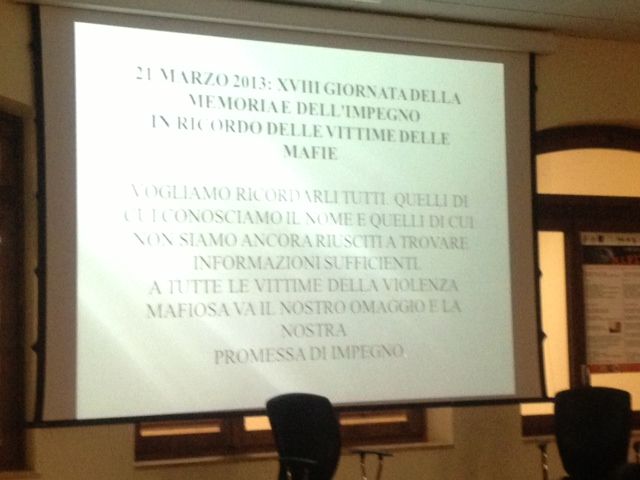 21 MARZO 2013: XVIII GIORNATA DELLA
MEMORIA E DELL'IMPEGNO
IN RICORDO DELLE VITTIME DELLE
MAFIE
VOGLIAMO RICORDARLI TUTTI. QUELLI DI
CUI CONOSCIAMO IL NOME E QUELLI DI CUI
NON SIAMO ANCORA RIUSCITI A TROVARE
INFORMAZIONI SUFFICIENTI.
A TUTTE LE VITTIME DELLA VIOLENZA
MAFIOSA VA IL NOSTRO OMAGGIO E LA
NOSTRA
PROMESSA DI IMPEGNO.